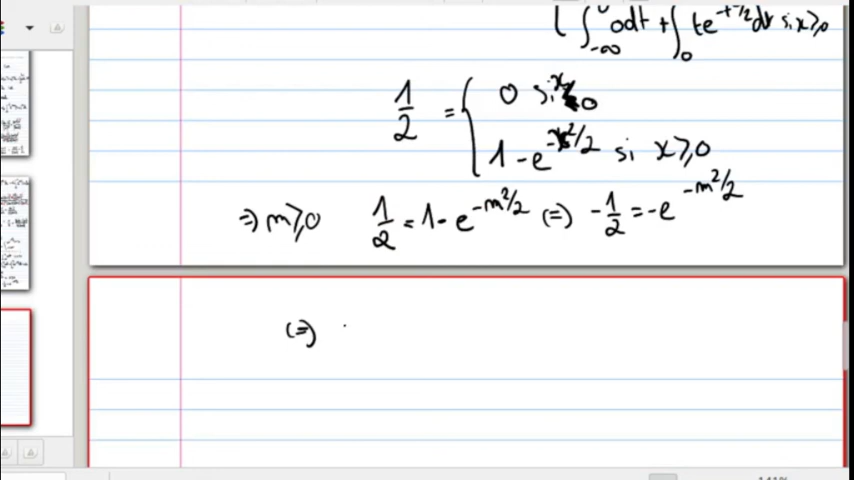 ∫_{-∞}^{0} 0dt + ∫_{0} te^{-t²/2}dt si x⩾0
1/2 = { 0 si x<0
1 - e^{-x²/2} si x⩾0
⇒ m⩾0 1/2 = 1 - e^{-m²/2} (=) -1/2 = -e^{-m²/2}
(=)